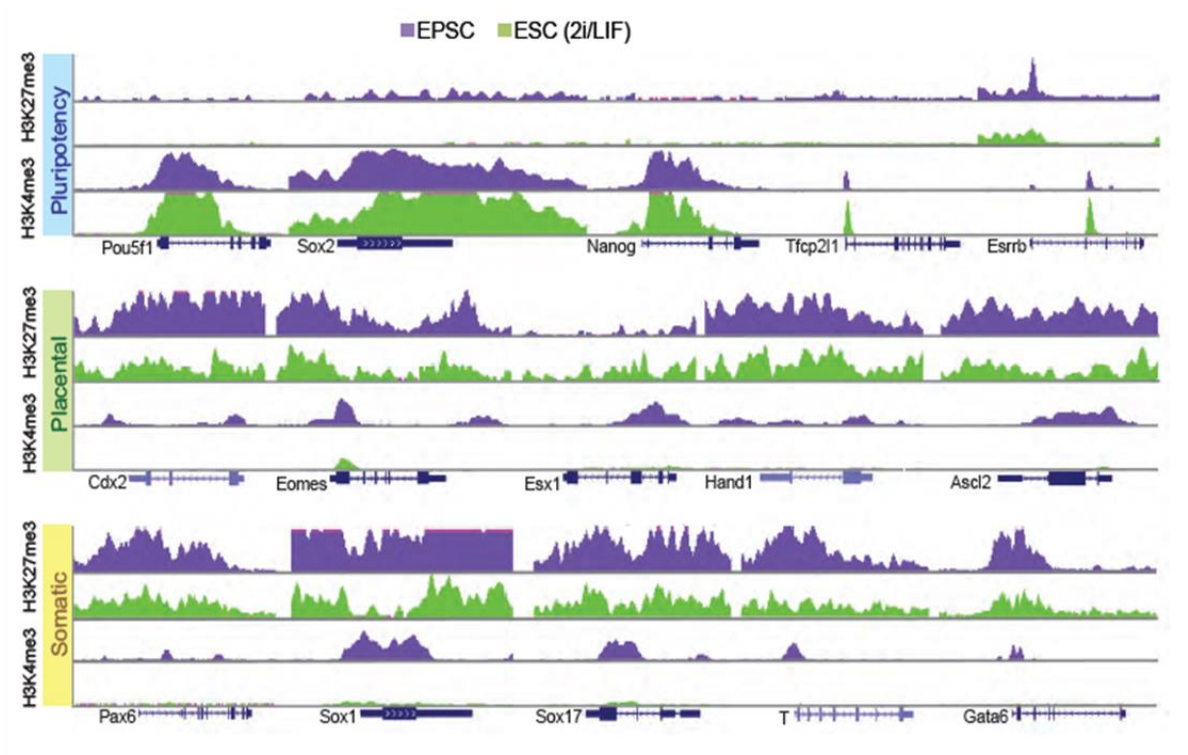 EPSC ESC (2i/LIF)
Pluripotency
H3K27me3
H3K4me3
Pou5f1 Sox2 Nanog Tfcp2l1 Esrrb
Placental
H3K27me3
H3K4me3
Cdx2 Eomes Esx1 Hand1 Ascl2
Somatic
H3K27me3
H3K4me3
Pax6 Sox1 Sox17 T Gata6